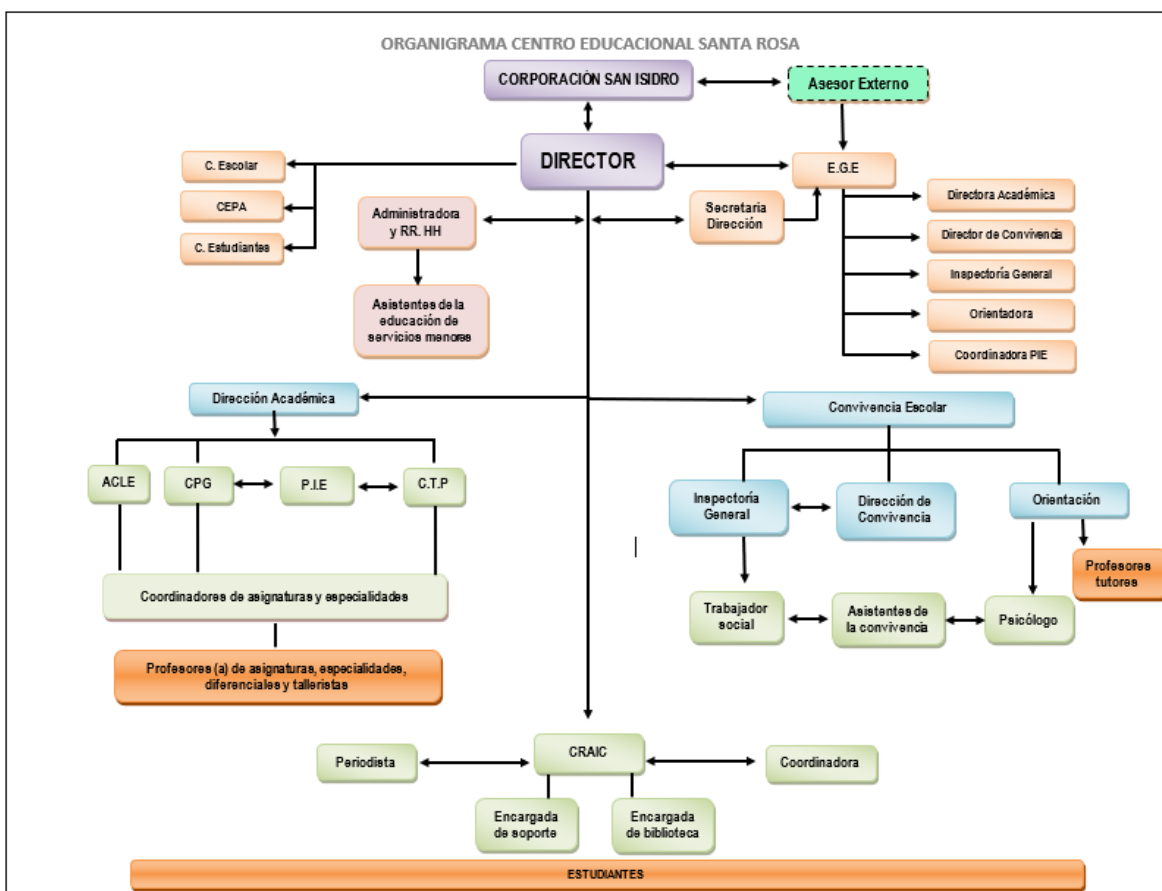 ORGANIGRAMA CENTRO EDUCACIONAL SANTA ROSA
CORPORACIÓN SAN ISIDRO
Asesor Externo
DIRECTOR
C. Escolar
E.G.E
CEPA
Administradora
y RR. HH
Secretaria
Dirección
Directora Académica
C. Estudiantes
Director de Convivencia
Inspectoría General
Asistentes de la
educación de
servicios menores
Orientadora
Coordinadora PIE
Dirección Académica
Convivencia Escolar
ACLE
CPG
P.I.E
C.T.P
Inspectoría
General
Dirección de
Convivencia
Orientación
Profesores
tutores
Coordinadores de asignaturas y especialidades
Trabajador
social
Asistentes de
la convivencia
Psicólogo
Profesores (a) de asignaturas, especialidades,
diferenciales y talleristas
Periodista
CRAIC
Coordinadora
Encargada
de soporte
Encargada
de biblioteca
ESTUDIANTES